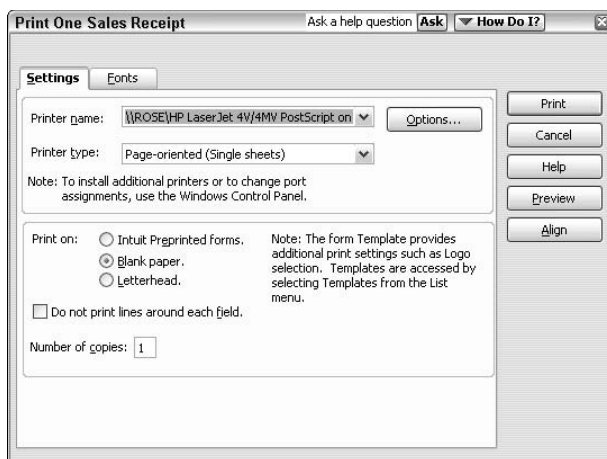 Print One Sales Receipt
Ask a help question Ask How Do I?
Settings Fonts
Printer name: \\ROSE\HP LaserJet 4V/4MV PostScript on Options...
Printer type: Page-oriented (Single sheets)
Note: To install additional printers or to change port
assignments, use the Windows Control Panel.
Print on: Intuit Preprinted forms.
Blank paper.
Letterhead.
Note: The form Template provides
additional print settings such as Logo
selection. Templates are accessed by
selecting Templates from the List
menu.
Do not print lines around each field.
Number of copies: 1
Print
Cancel
Help
Preview
Align